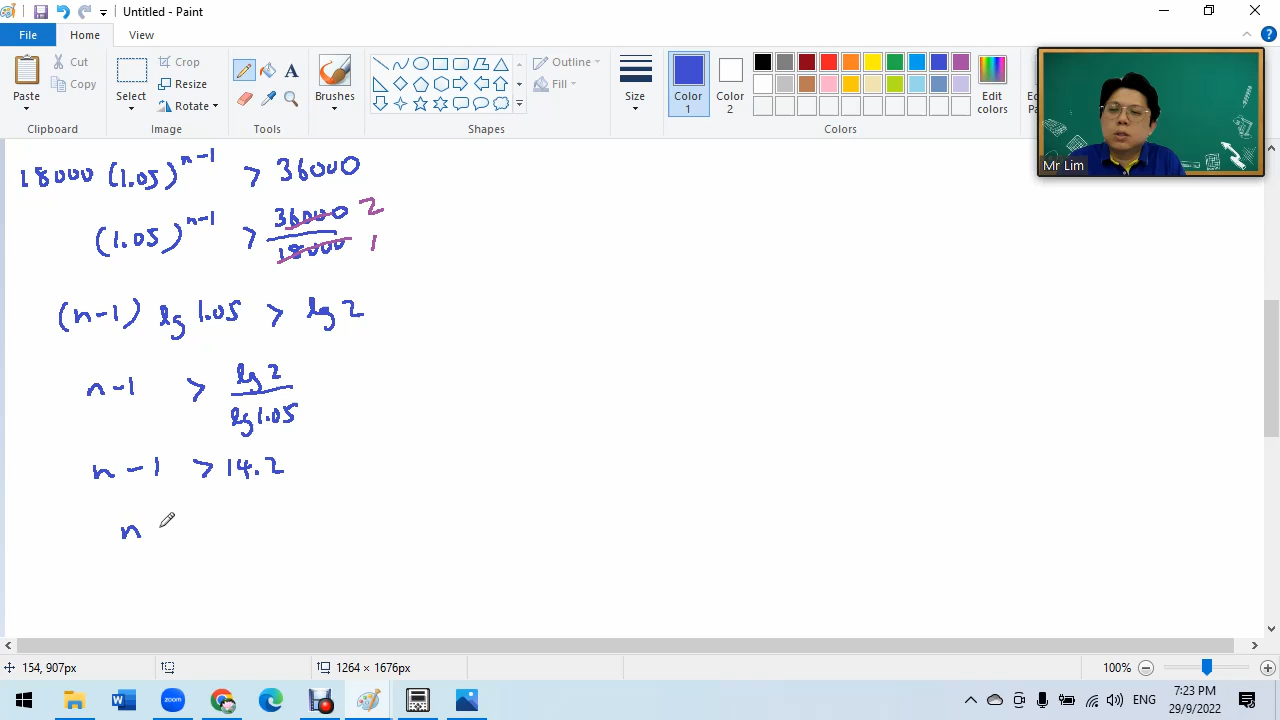 Untitled - Paint
File Home View
Paste Cut Copy Clipboard
Select Crop Resize Rotate Image
Tools
Brushes
Outline Fill Shapes
Size
Color 1 Color 2 Edit colors Colors
Mr Lim
18000 (1.05)^(n-1) > 36000
(1.05)^(n-1) > 36000/18000 2 1
(n-1) lg 1.05 > lg 2
n-1 > lg 2/lg 1.05
n - 1 > 14.2
n
154, 907px 1264 × 1676px 100%
zoom ENG 7:23 PM
29/9/2022